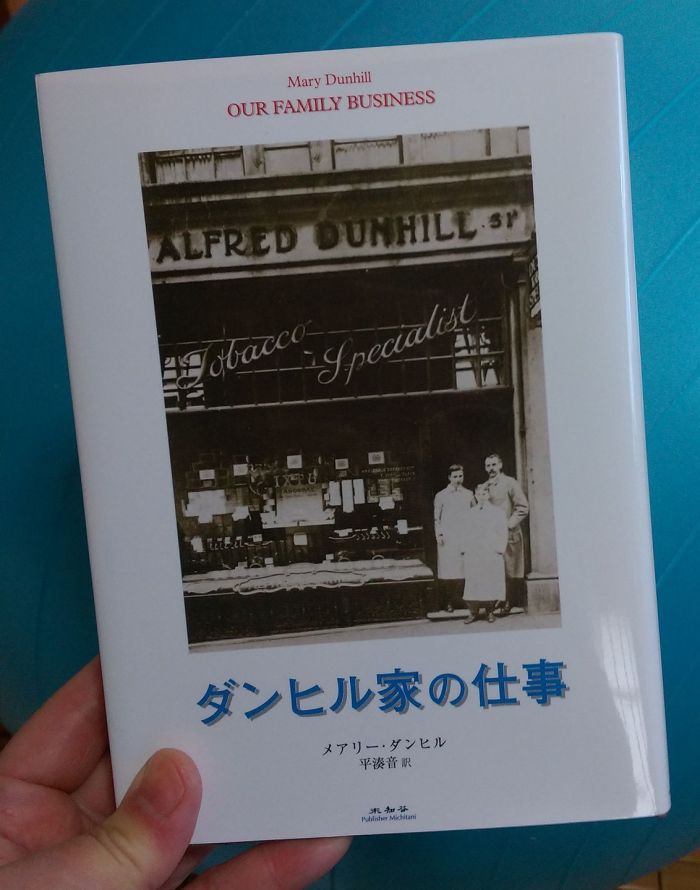 Mary Dunhill
OUR FAMILY BUSINESS
ALFRED DUNHILL
Tobacco Specialist
ダンヒル家の仕事
メアリー・ダンヒル
平湊音 訳
未知谷
Publisher Michitani